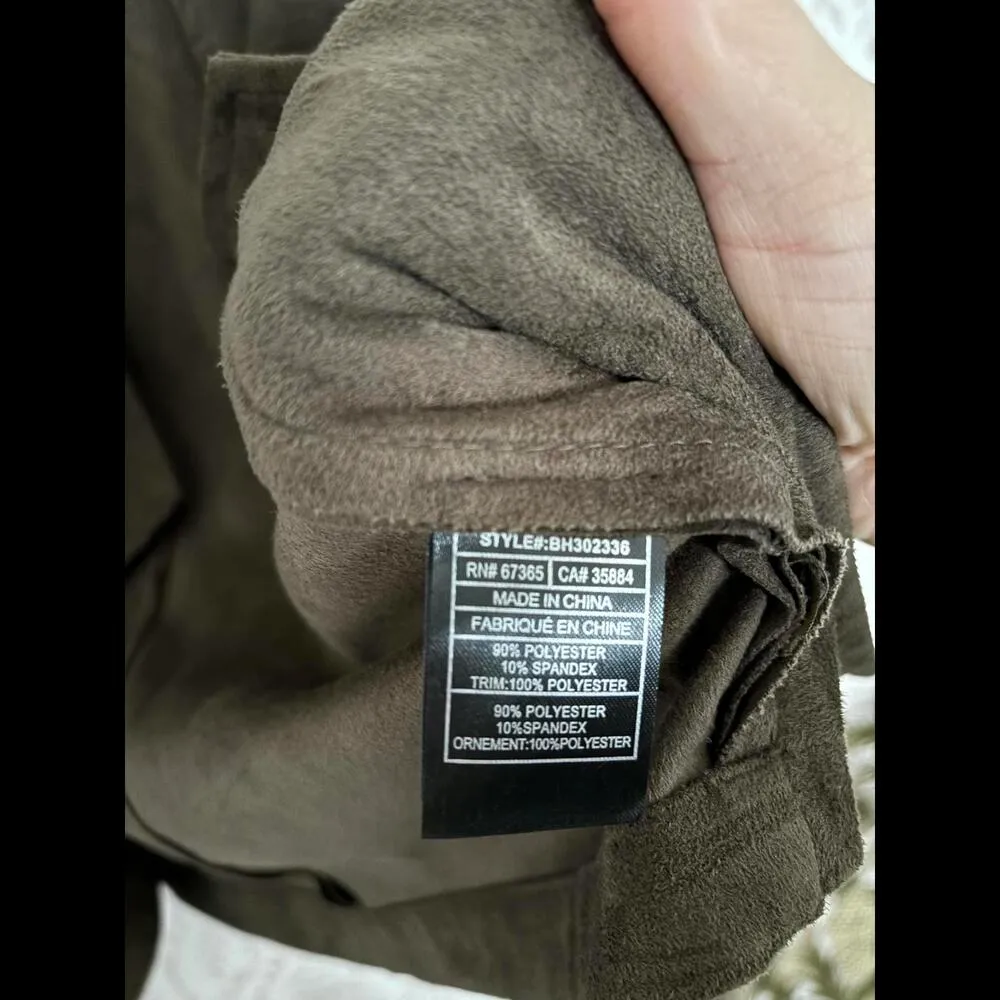 STYLE#:BH302336
RN# 67365 CA# 35884
MADE IN CHINA
FABRIQUÉ EN CHINE
90% POLYESTER
10% SPANDEX
TRIM:100% POLYESTER
90% POLYESTER
10%SPANDEX
ORNEMENT:100%POLYESTER